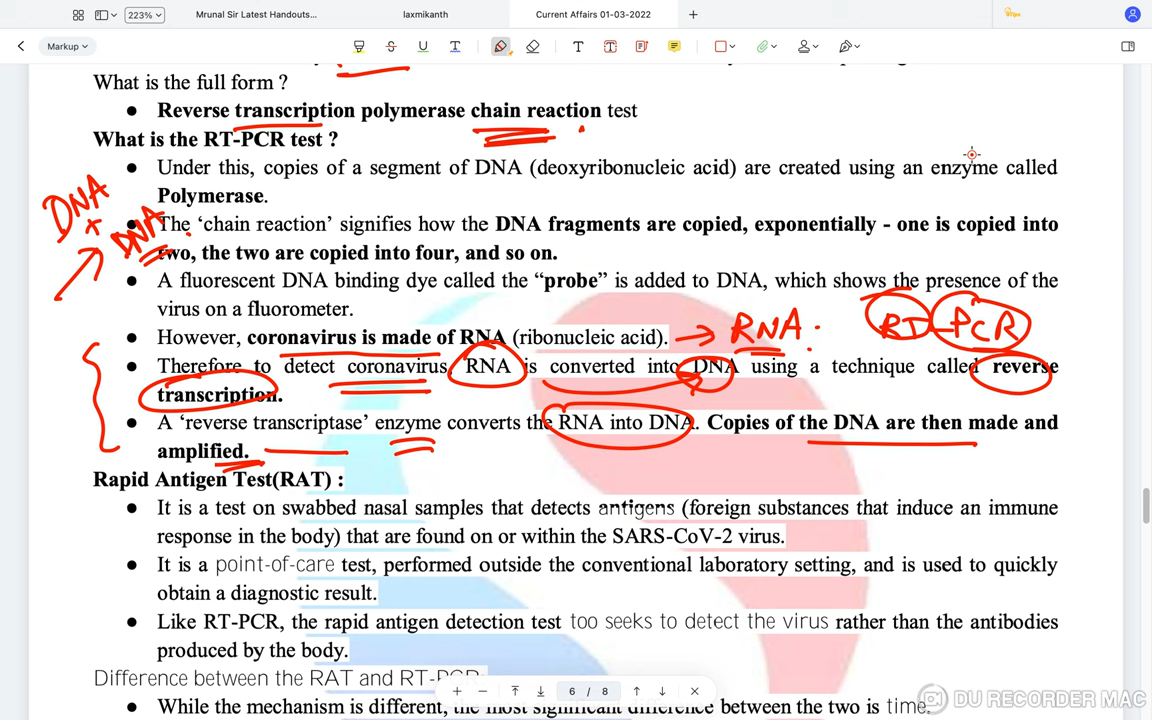 223%
Mrunal Sir Latest Handouts...
laxmikanth
Current Affairs 01-03-2022
Markup
What is the full form ?
● Reverse transcription polymerase chain reaction test
What is the RT-PCR test ?
● Under this, copies of a segment of DNA (deoxyribonucleic acid) are created using an enzyme called
Polymerase.
DNA
● The ‘chain reaction’ signifies how the DNA fragments are copied, exponentially - one is copied into
DNA
two, the two are copied into four, and so on.
● A fluorescent DNA binding dye called the “probe” is added to DNA, which shows the presence of the
virus on a fluorometer.
● However, coronavirus is made of RNA (ribonucleic acid). → RNA
PCR
● Therefore to detect coronavirus, RNA is converted into DNA using a technique called reverse
transcription.
● A ‘reverse transcriptase’ enzyme converts the RNA into DNA. Copies of the DNA are then made and
amplified.
Rapid Antigen Test(RAT) :
● It is a test on swabbed nasal samples that detects antigens (foreign substances that induce an immune
response in the body) that are found on or within the SARS-CoV-2 virus.
● It is a point-of-care test, performed outside the conventional laboratory setting, and is used to quickly
obtain a diagnostic result.
● Like RT-PCR, the rapid antigen detection test too seeks to detect the virus rather than the antibodies
produced by the body.
Difference between the RAT and RT-PCR:
6 / 8
● While the mechanism is different, the most significant difference between the two is time.
DU RECORDER MAC